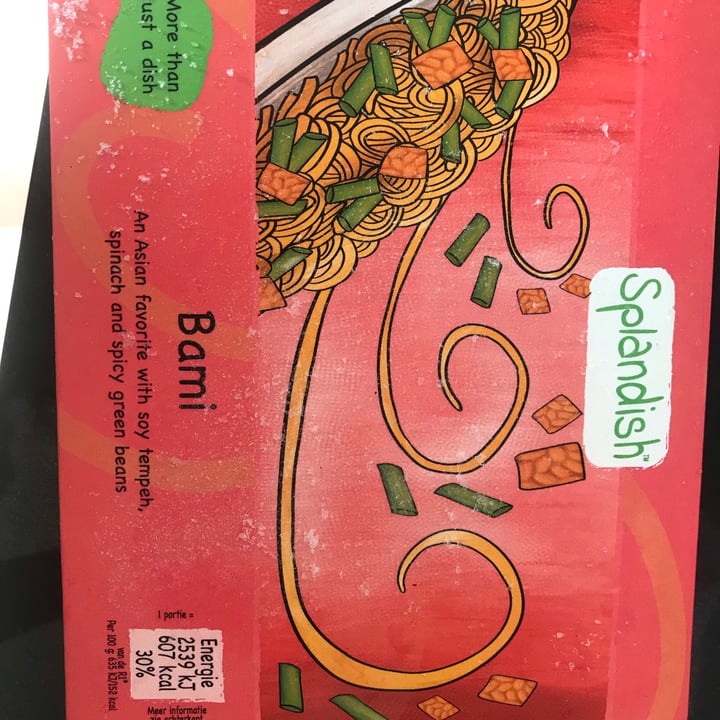 More than
just a dish
Splàndish™
Bami
An Asian favorite with soy tempeh,
spinach and spicy green beans
1 portie =
Energie
2539 kJ
607 kcal
30%
van de RI*
Per 100 g: 635 kJ/152 kcal
Meer informatie
zie achterkant